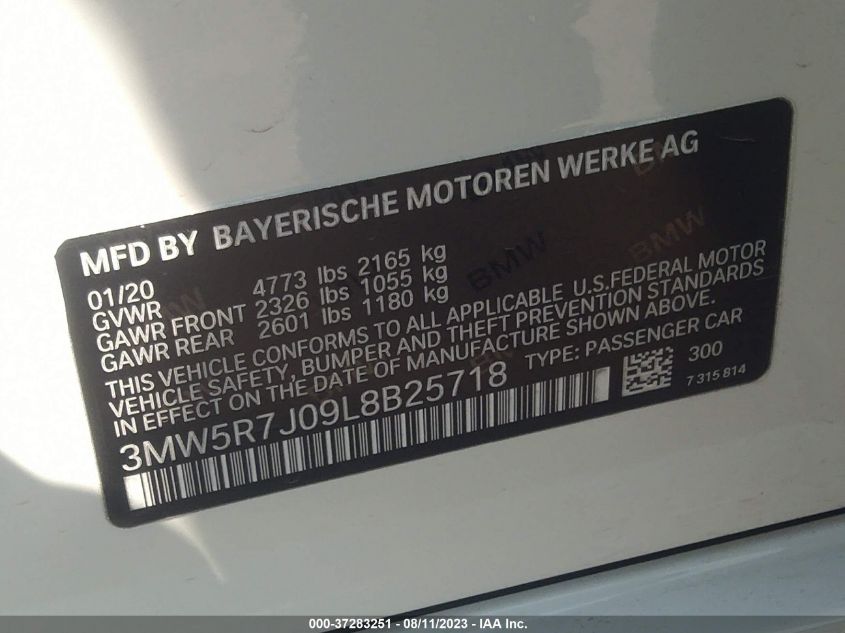 MFD BY BAYERISCHE MOTOREN WERKE AG
01/20
GVWR 4773 lbs 2165 kg
GAWR FRONT 2326 lbs 1055 kg
GAWR REAR 2601 lbs 1180 kg
THIS VEHICLE CONFORMS TO ALL APPLICABLE U.S.FEDERAL MOTOR
VEHICLE SAFETY, BUMPER AND THEFT PREVENTION STANDARDS
IN EFFECT ON THE DATE OF MANUFACTURE SHOWN ABOVE.
3MW5R7J09L8B25718 TYPE: PASSENGER CAR
300
7 315 814
BMW
BMW
000-37283251 - 08/11/2023 - IAA Inc.